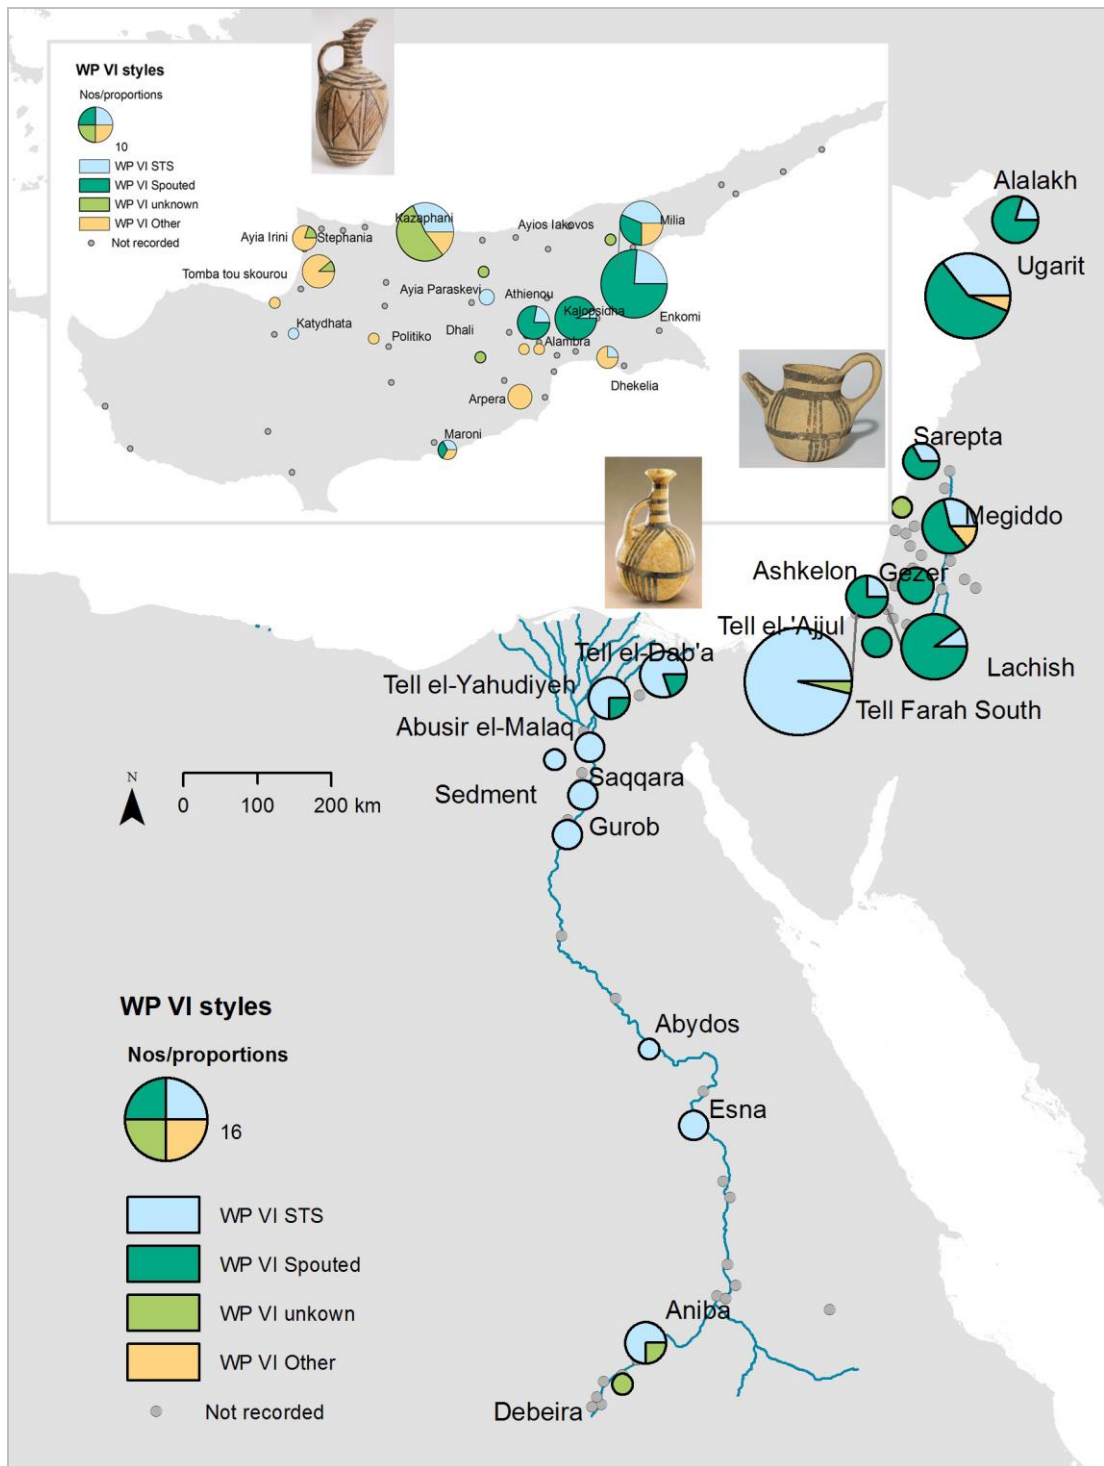 WP VI styles
Nos/proportions
10
WP VI STS
WP VI Spouted
WP VI unknown
WP VI Other
Not recorded
Kazaphani
Ayios Iakovos
Milia
Ayia Irini
Stephania
Tomba tou skourou
Ayia Paraskevi
Athienou
Kalopsidha
Enkomi
Katydhata
Politiko
Dhali
Alambra
Dhekelia
Arpera
Maroni
Alalakh
Ugarit
Sarepta
Megiddo
Ashkelon
Gezer
Tell el-'Ajjul
Lachish
Tell Farah South
Tell el-Dab'a
Tell el-Yahudiyeh
Abusir el-Malaq
Saqqara
Sedment
Gurob
N
0 100 200 km
Abydos
Esna
Aniba
Debeira
WP VI styles
Nos/proportions
16
WP VI STS
WP VI Spouted
WP VI unkown
WP VI Other
Not recorded